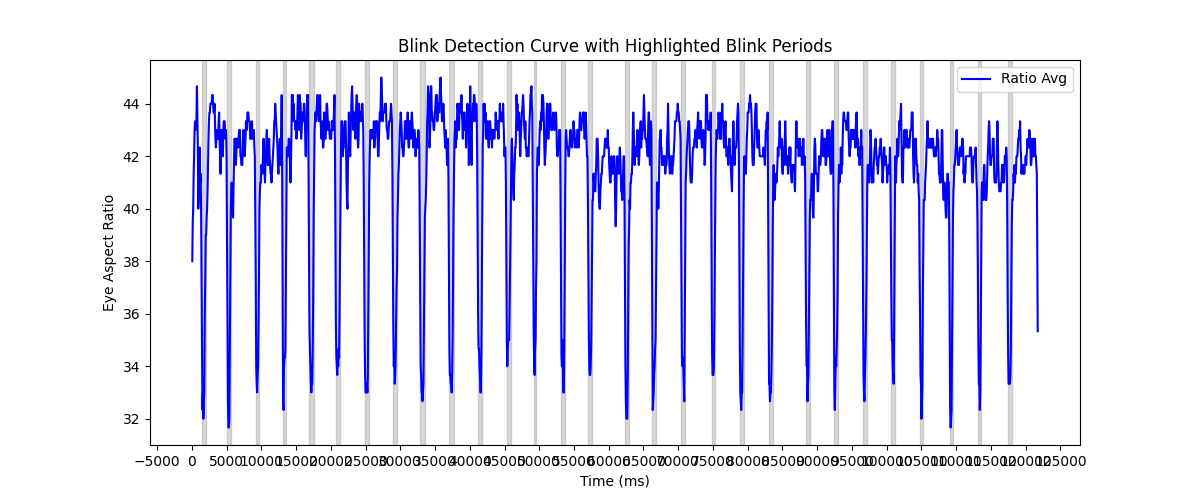 Blink Detection Curve with Highlighted Blink Periods
Ratio Avg
44
42
40
38
36
34
32
Eye Aspect Ratio
−5000 0 5000 10000 15000 20000 25000 30000 35000 40000 45000 50000 55000 60000 65000 70000 75000 80000 85000 90000 95000 100000 105000 110000 115000 120000 125000
Time (ms)